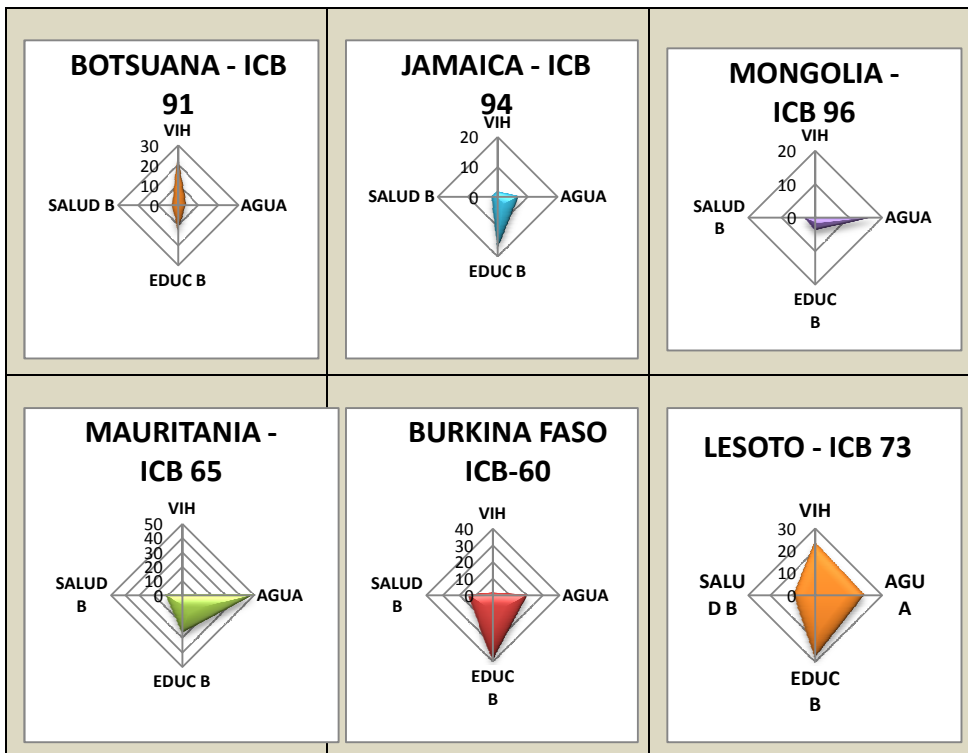 BOTSUANA - ICB
91
VIH
30
20
10
0
SALUD B
AGUA
EDUC B
JAMAICA - ICB
94
VIH
20
10
0
SALUD B
AGUA
EDUC B
MONGOLIA -
ICB 96
VIH
20
10
0
SALUD
B
AGUA
EDUC
B
MAURITANIA -
ICB 65
VIH
50
40
30
20
10
0
SALUD
B
AGUA
EDUC B
BURKINA FASO
ICB-60
VIH
40
30
20
10
0
SALUD
B
AGUA
EDUC
B
LESOTO - ICB 73
VIH
30
20
10
0
SALU
D B
AGU
A
EDUC
B